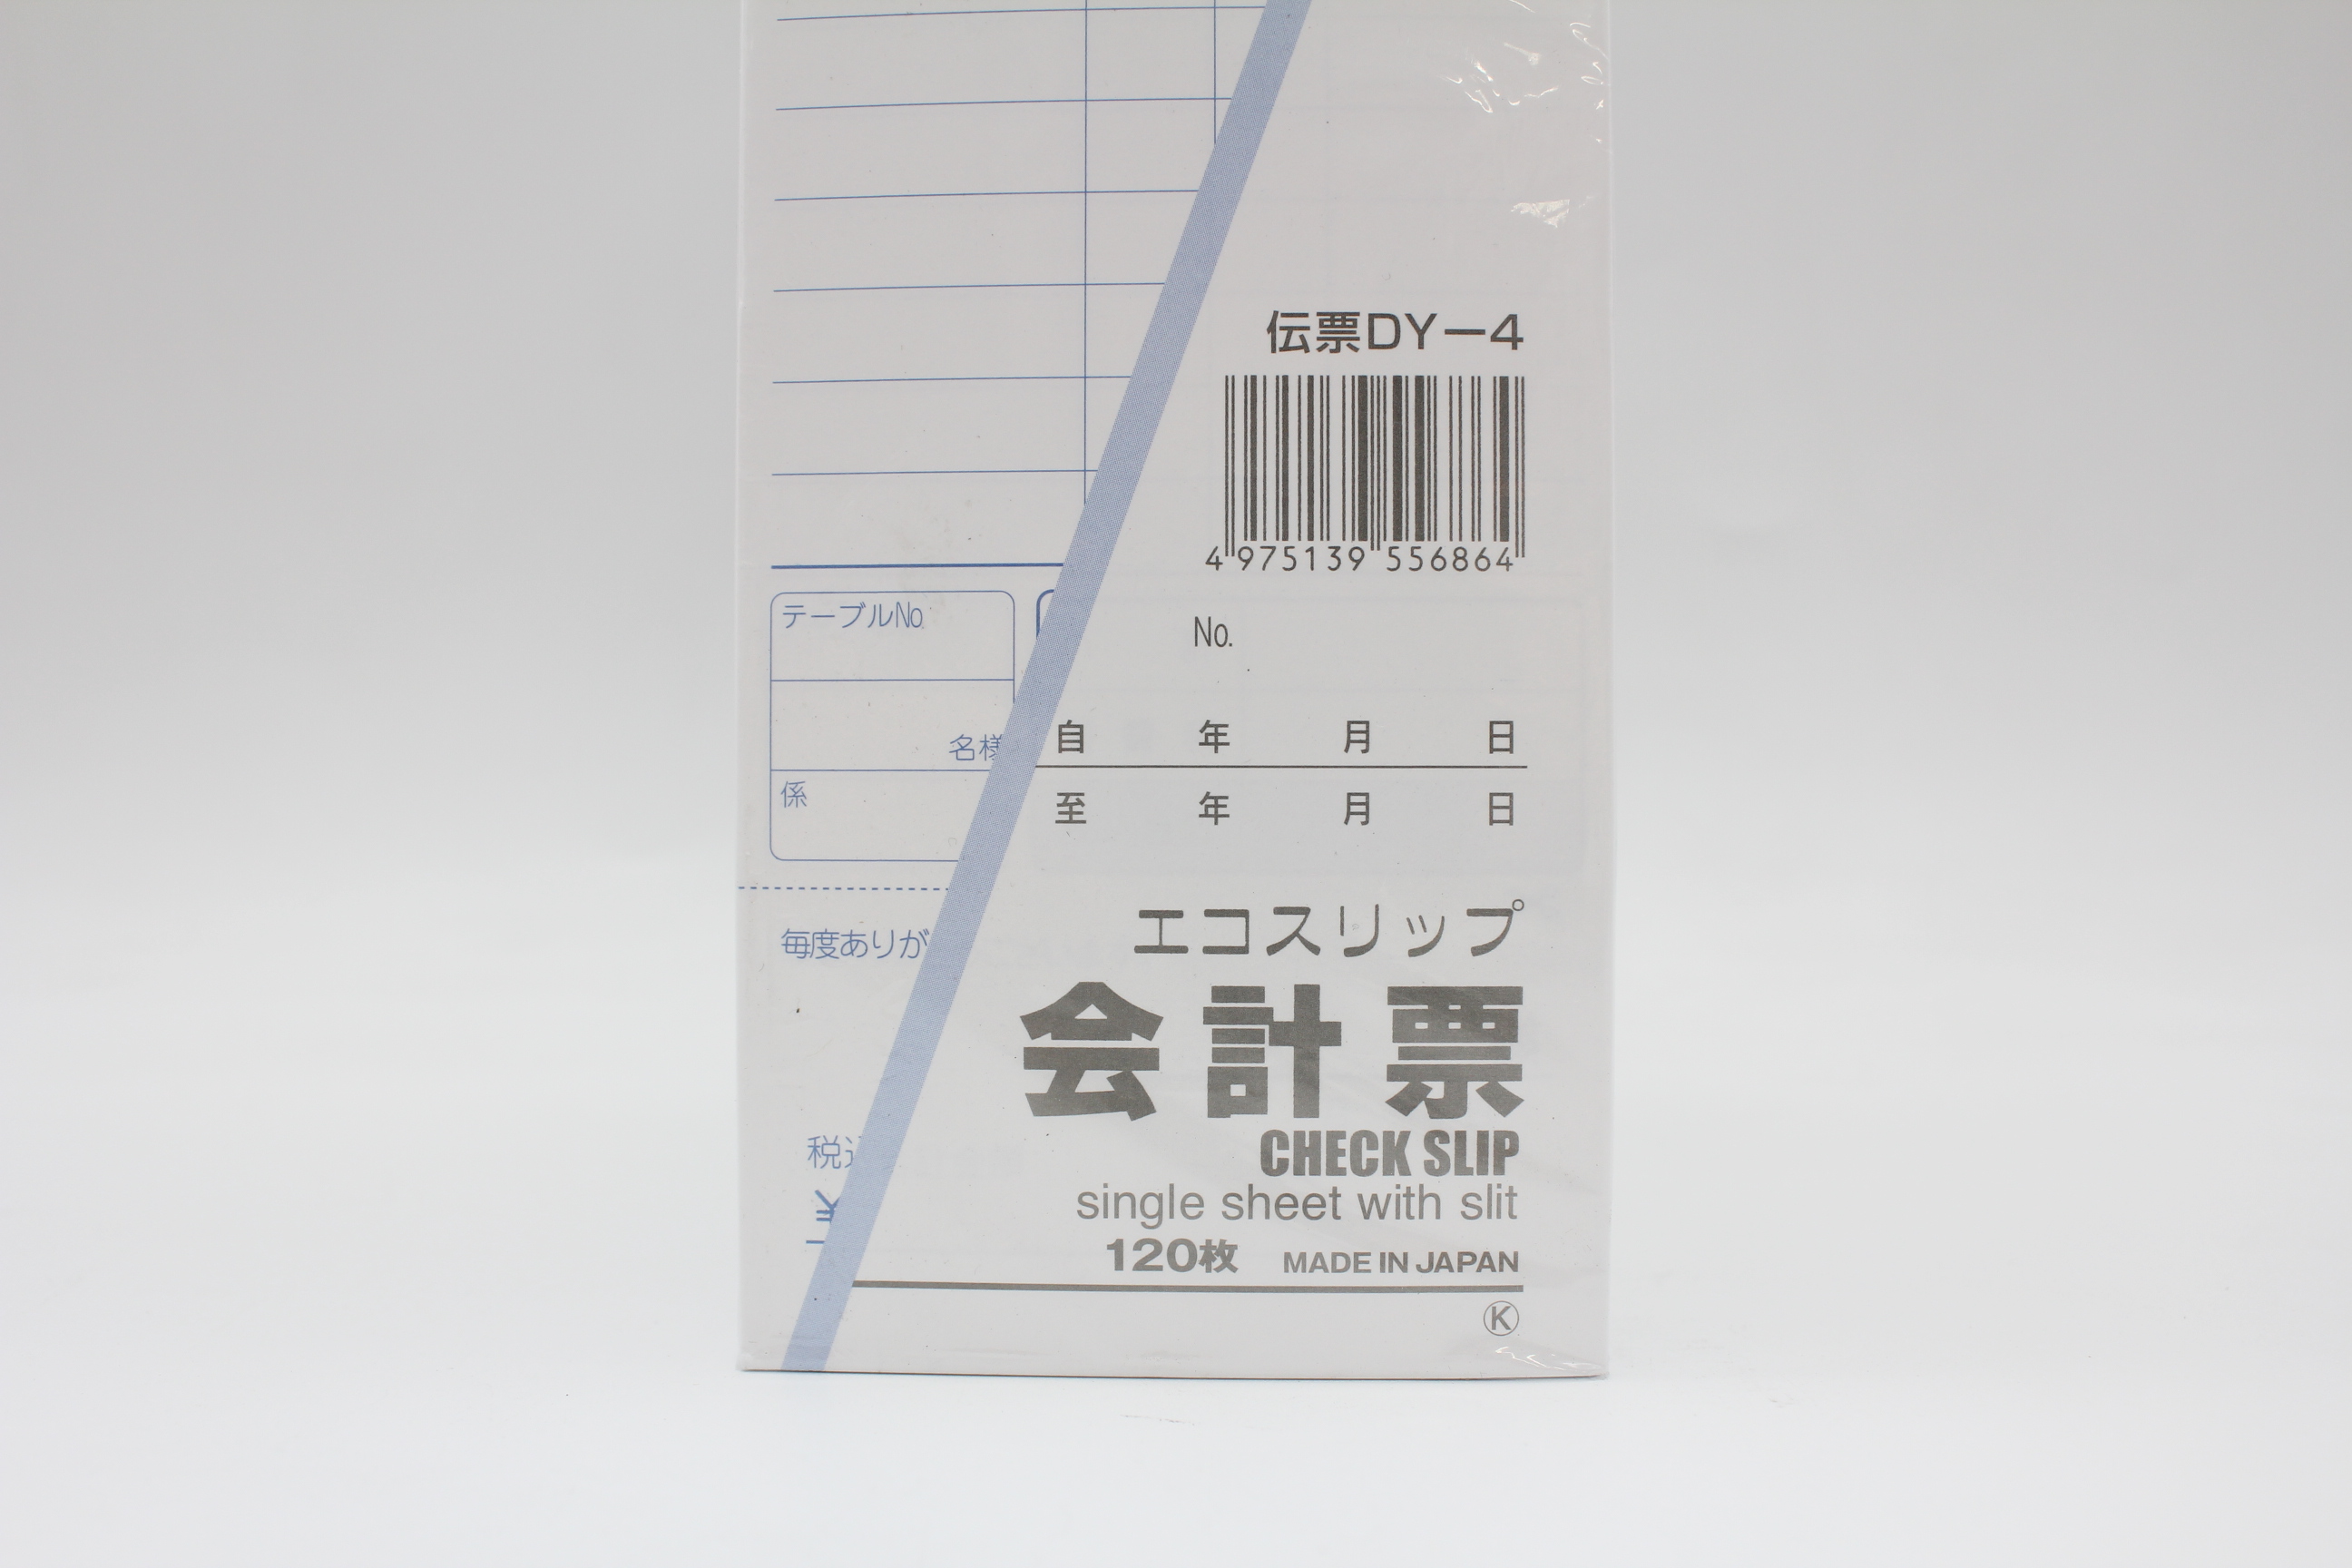 伝票DY－4
4 975139 556864
テーブルNo.
No.
名様
自 年 月 日
係
至 年 月 日
エコスリップ
毎度ありが
会計票
CHECK SLIP
税
single sheet with slit
¥
120枚 MADE IN JAPAN
Ⓚ